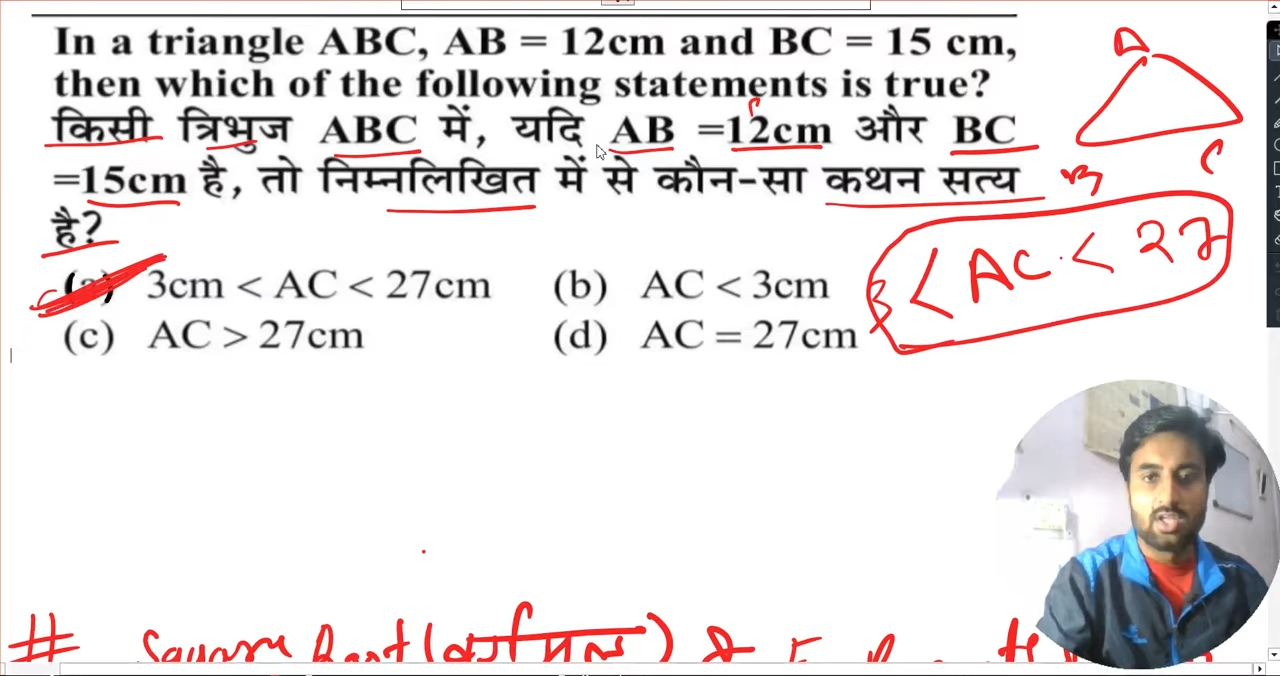 In a triangle ABC, AB = 12cm and BC = 15 cm,
then which of the following statements is true?
किसी त्रिभुज ABC में, यदि AB =12cm और BC
=15cm है, तो निम्नलिखित में से कौन-सा कथन सत्य
है?
(a) 3cm < AC < 27cm (b) AC < 3cm
(c) AC > 27cm (d) AC = 27cm
A
B
C
3 < AC < 27
# Square Root (वर्गमूल) &